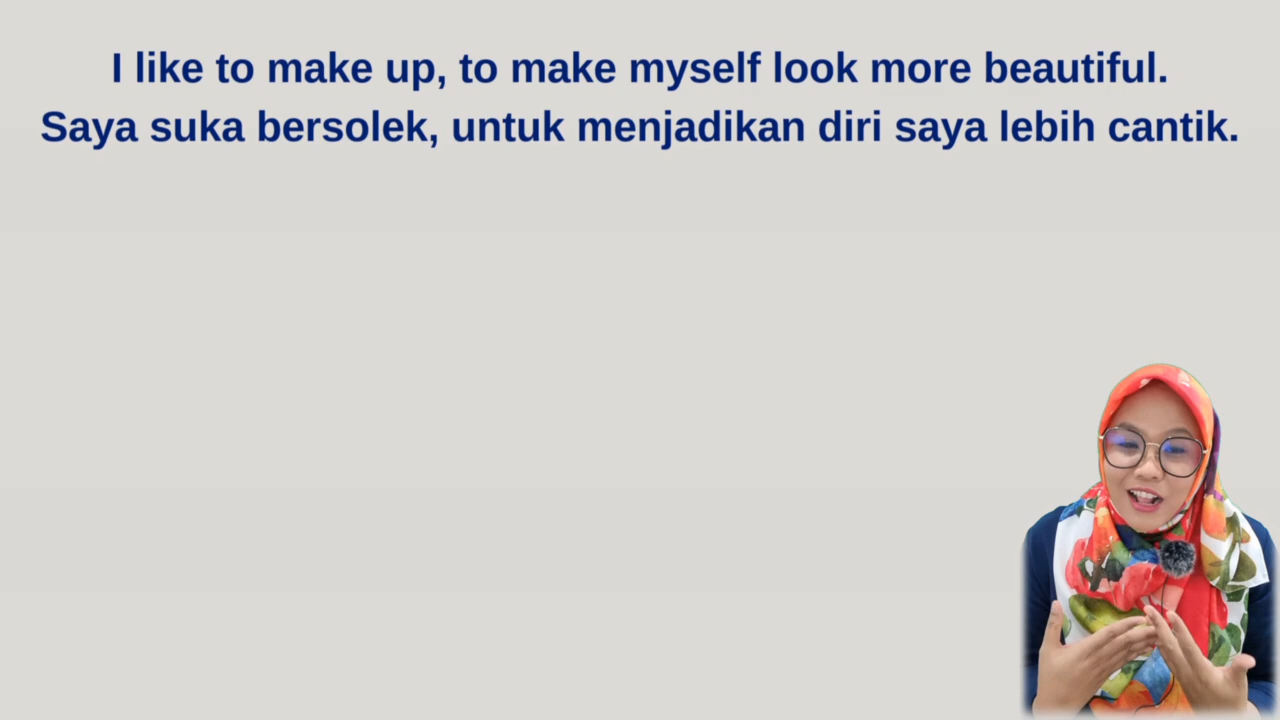 I like to make up, to make myself look more beautiful.
Saya suka bersolek, untuk menjadikan diri saya lebih cantik.